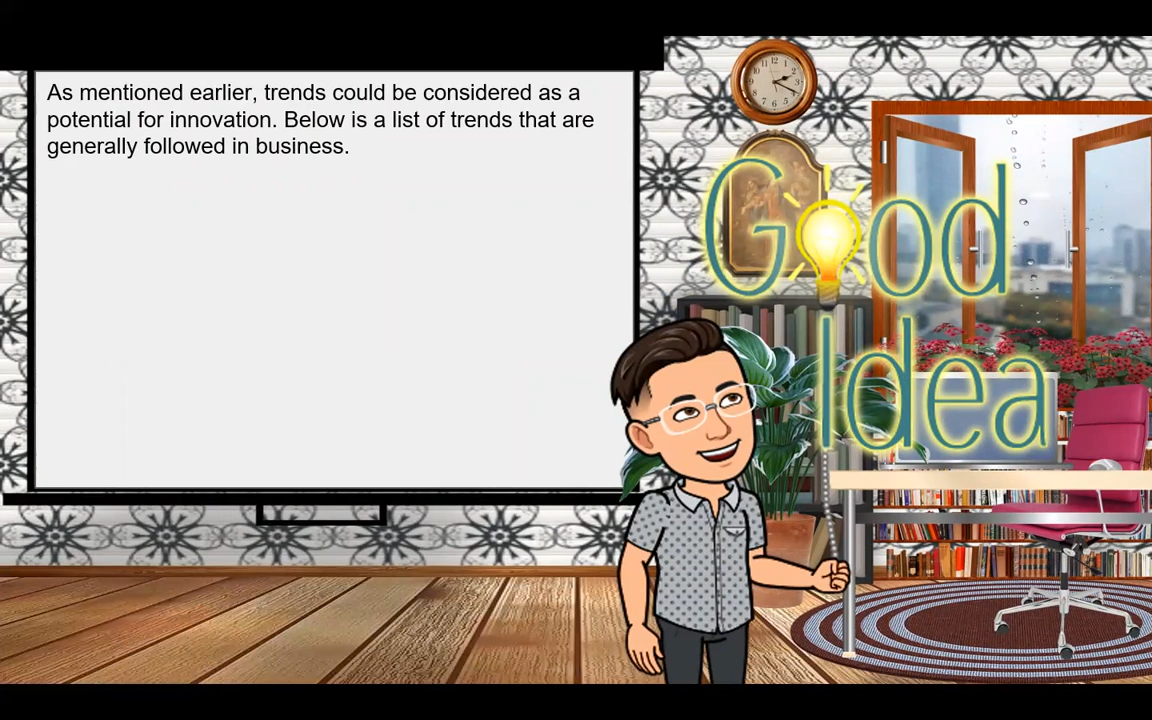 As mentioned earlier, trends could be considered as a
potential for innovation. Below is a list of trends that are
generally followed in business.
Good
Idea